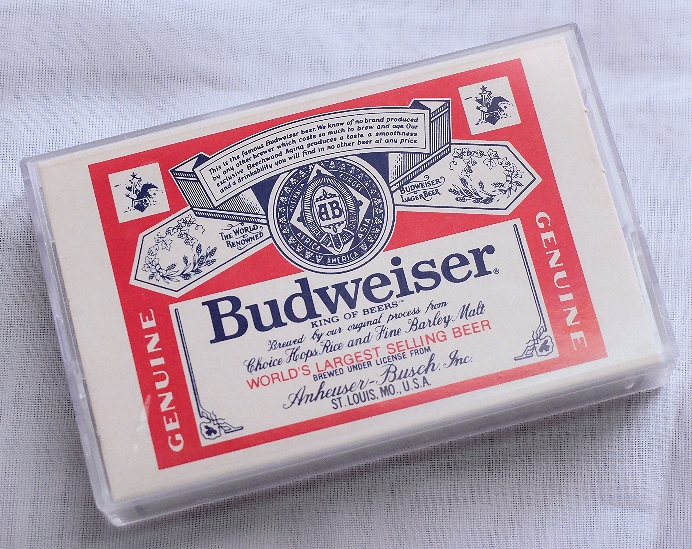 This is the famous Budweiser beer. We know of no brand produced
by any other brewer which costs so much to brew and age. Our
exclusive Beechwood Aging produces a taste, a smoothness
and a drinkability you will find in no other beer at any price.
THE WORLD
RENOWNED
BUDWEISER
LAGER BEER
AB
AMERICA
ASIA
GENUINE
GENUINE
Budweiser®
KING OF BEERS™
Brewed by our original process from
Choice Hops, Rice and Fine Barley Malt
WORLD'S LARGEST SELLING BEER
BREWED UNDER LICENSE FROM
Anheuser-Busch, Inc.
ST. LOUIS, MO., U.S.A.